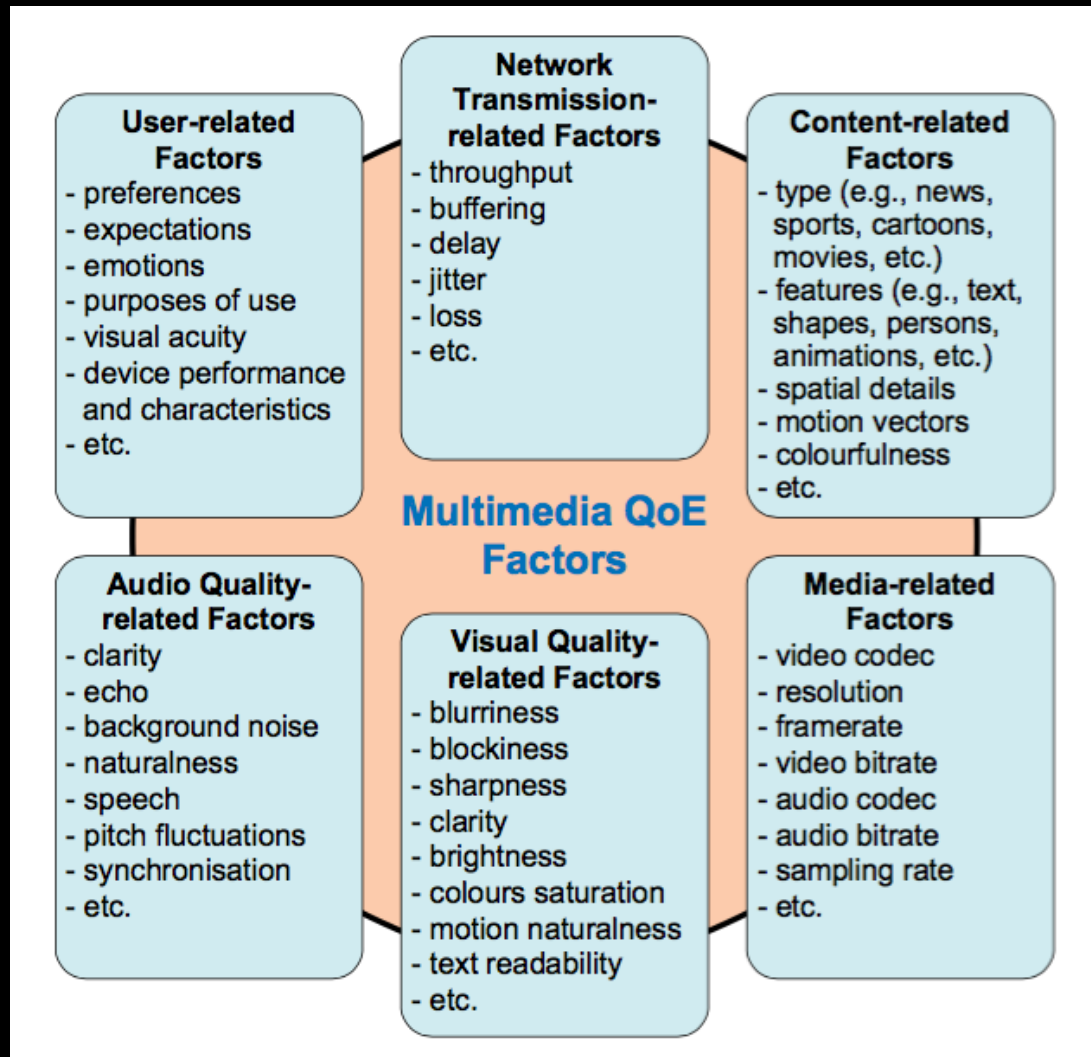 User-related
Factors
- preferences
- expectations
- emotions
- purposes of use
- visual acuity
- device performance
and characteristics
- etc.
Network
Transmission-
related Factors
- throughput
- buffering
- delay
- jitter
- loss
- etc.
Content-related
Factors
- type (e.g., news,
sports, cartoons,
movies, etc.)
- features (e.g., text,
shapes, persons,
animations, etc.)
- spatial details
- motion vectors
- colourfulness
- etc.
Multimedia QoE
Factors
Audio Quality-
related Factors
- clarity
- echo
- background noise
- naturalness
- speech
- pitch fluctuations
- synchronisation
- etc.
Visual Quality-
related Factors
- blurriness
- blockiness
- sharpness
- clarity
- brightness
- colours saturation
- motion naturalness
- text readability
- etc.
Media-related
Factors
- video codec
- resolution
- framerate
- video bitrate
- audio codec
- audio bitrate
- sampling rate
- etc.